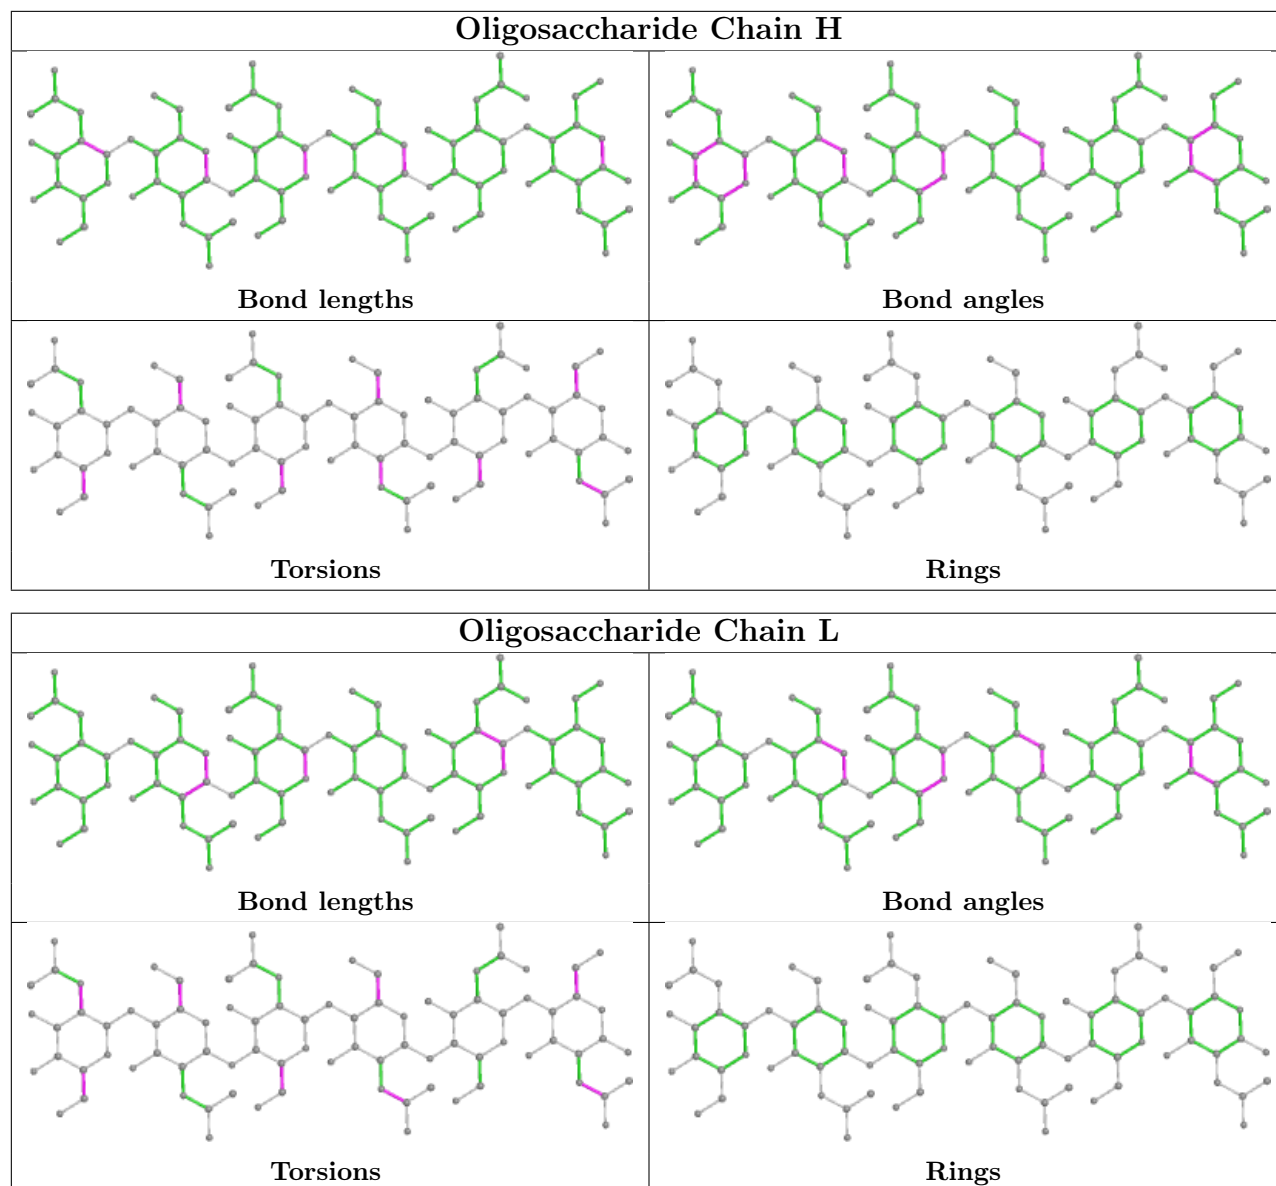 Oligosaccharide Chain H
Bond lengths
Bond angles
Torsions
Rings
Oligosaccharide Chain L
Bond lengths
Bond angles
Torsions
Rings